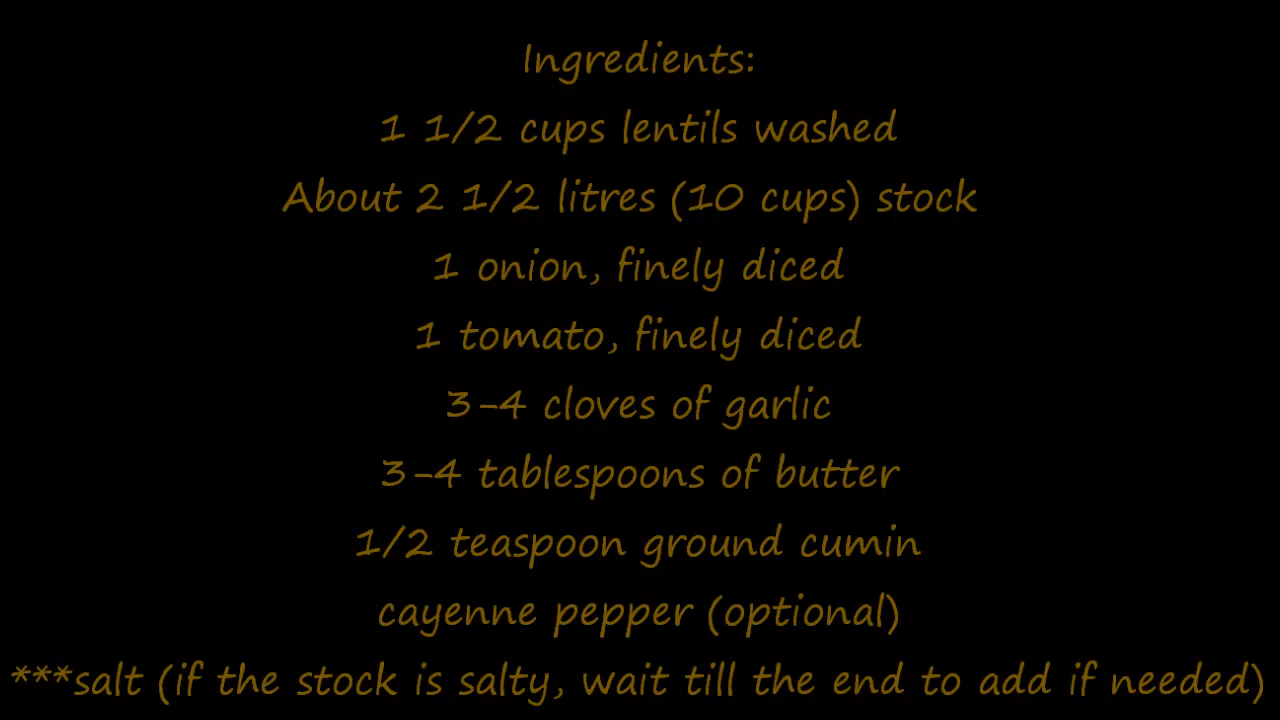 Ingredients:
1 1/2 cups lentils washed
About 2 1/2 litres (10 cups) stock
1 onion, finely diced
1 tomato, finely diced
3-4 cloves of garlic
3-4 tablespoons of butter
1/2 teaspoon ground cumin
cayenne pepper (optional)
***salt (if the stock is salty, wait till the end to add if needed)